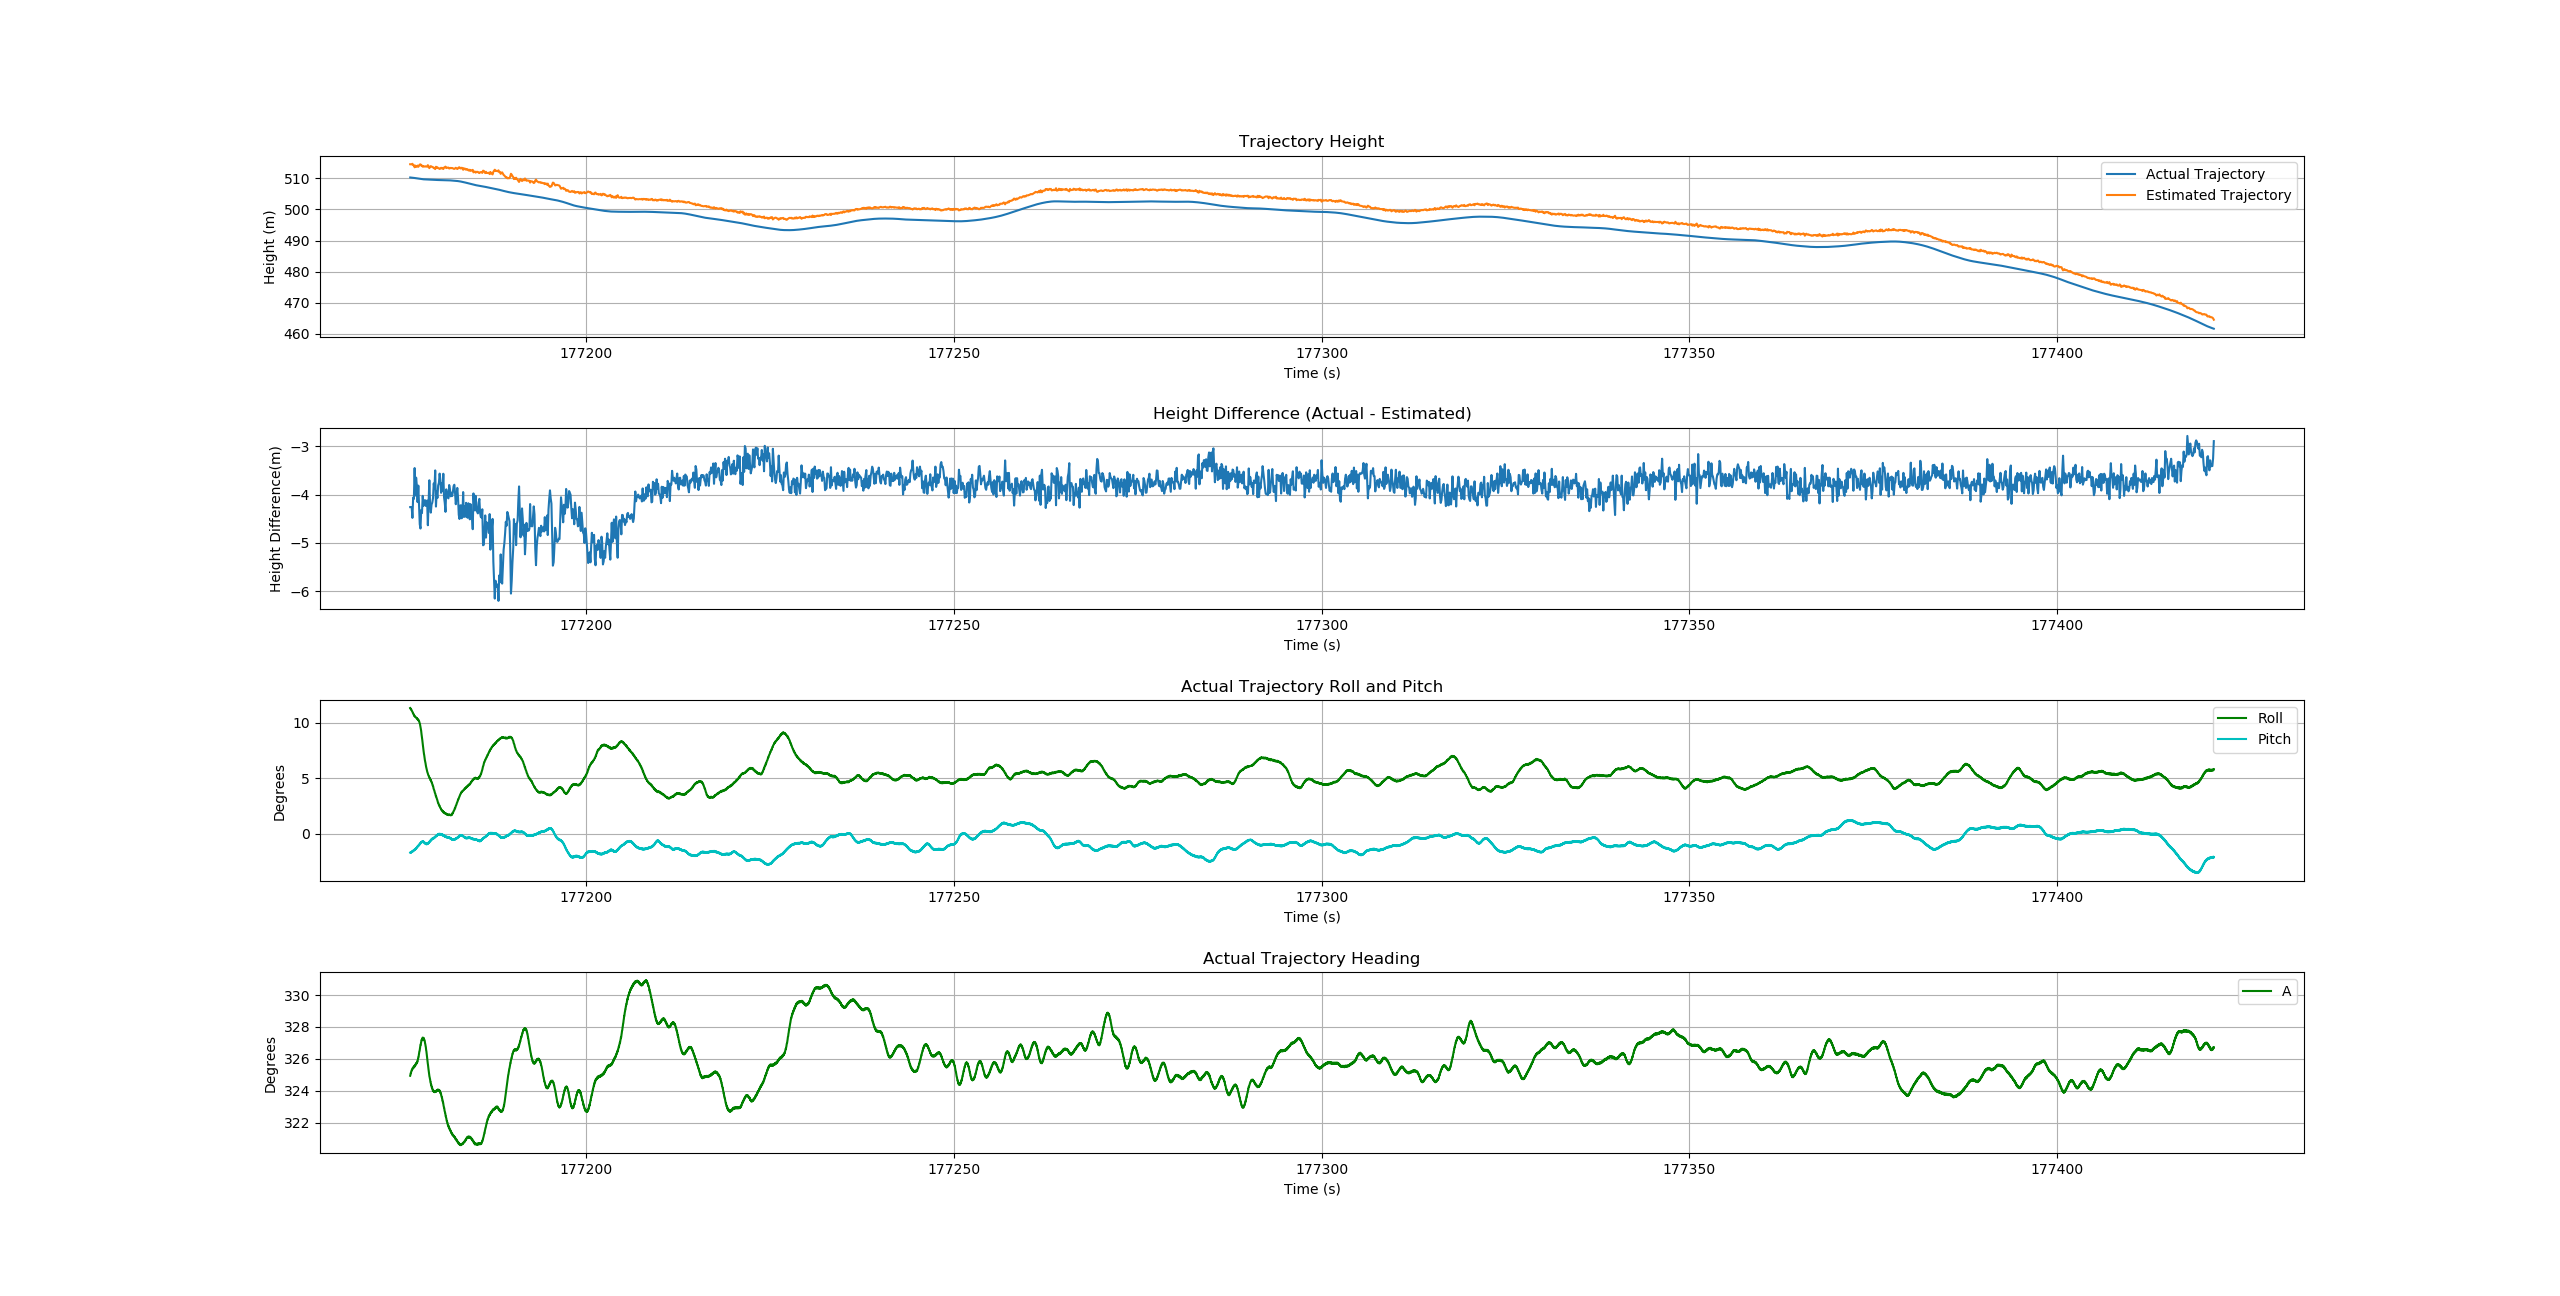 Trajectory Height
Height (m)
510
500
490
480
470
460
Actual Trajectory
Estimated Trajectory
177200 177250 177300 177350 177400
Time (s)
Height Difference (Actual - Estimated)
Height Difference(m)
−3
−4
−5
−6
177200 177250 177300 177350 177400
Time (s)
Actual Trajectory Roll and Pitch
Degrees
10
5
0
Roll
Pitch
177200 177250 177300 177350 177400
Time (s)
Actual Trajectory Heading
Degrees
330
328
326
324
322
A
177200 177250 177300 177350 177400
Time (s)